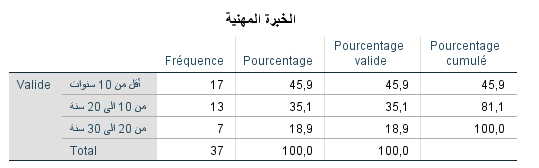 الخبرة المهنية
Fréquence Pourcentage Pourcentage valide Pourcentage cumulé
Valide أقل من 10 سنوات 17 45,9 45,9 45,9
من 10 الى 20 سنة 13 35,1 35,1 81,1
من 20 الى 30 سنة 7 18,9 18,9 100,0
Total 37 100,0 100,0